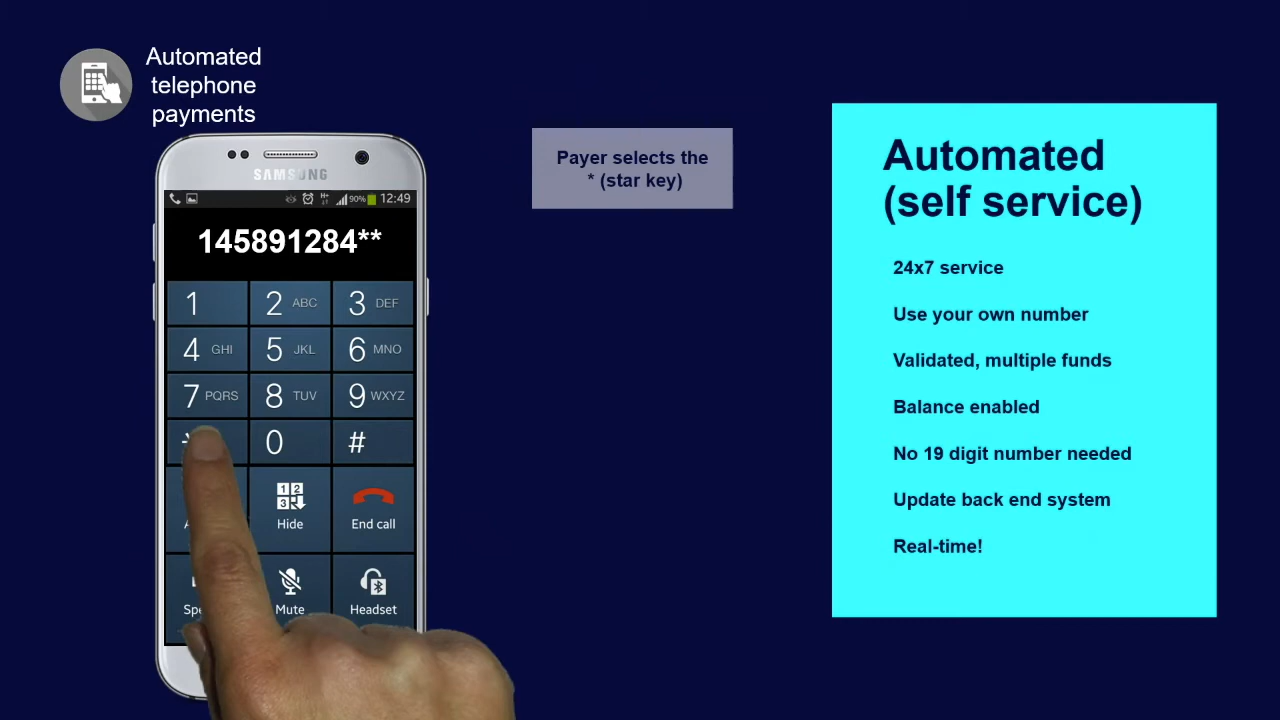 Automated
telephone
payments
SAMSUNG
90% 12:49
145891284**
1
2 ABC
3 DEF
4 GHI
5 JKL
6 MNO
7 PQRS
8 TUV
9 WXYZ
0
#
Hide
End call
Mute
Headset
Payer selects the
* (star key)
Automated
(self service)
24x7 service
Use your own number
Validated, multiple funds
Balance enabled
No 19 digit number needed
Update back end system
Real-time!